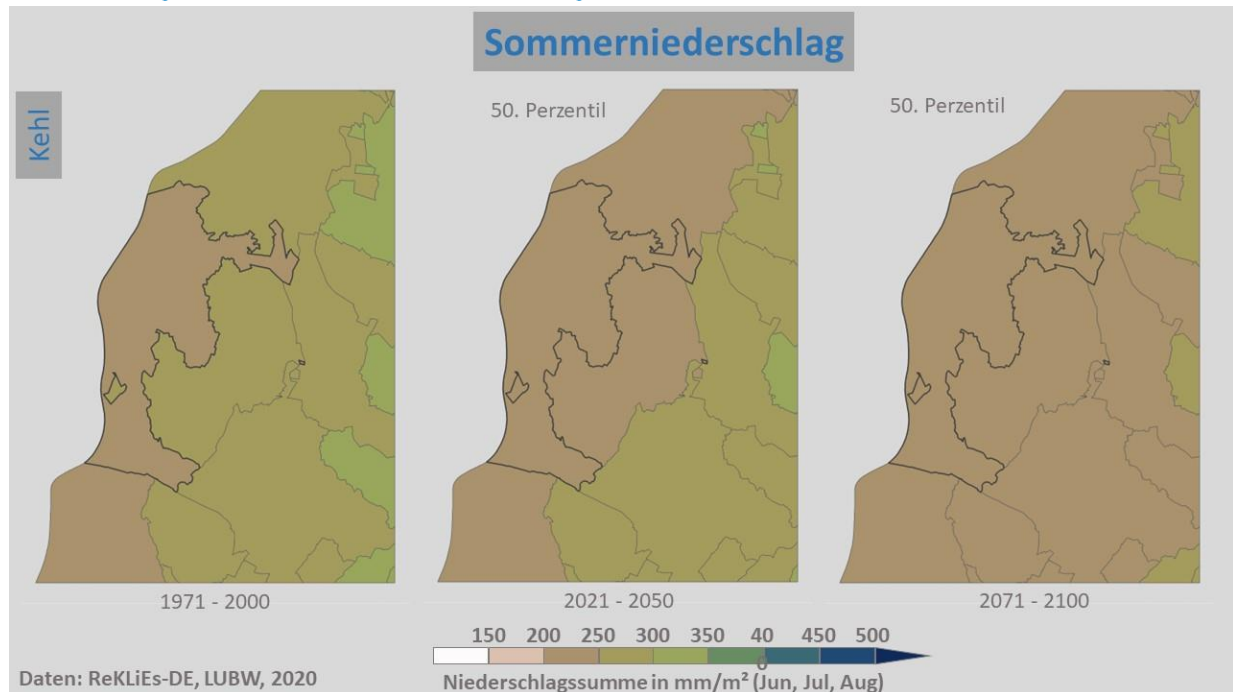 Sommerniederschlag
Kehl
50. Perzentil
50. Perzentil
1971 - 2000
2021 - 2050
2071 - 2100
150 200 250 300 350 40 450 500
0
Niederschlagssumme in mm/m² (Jun, Jul, Aug)
Daten: ReKLiEs-DE, LUBW, 2020